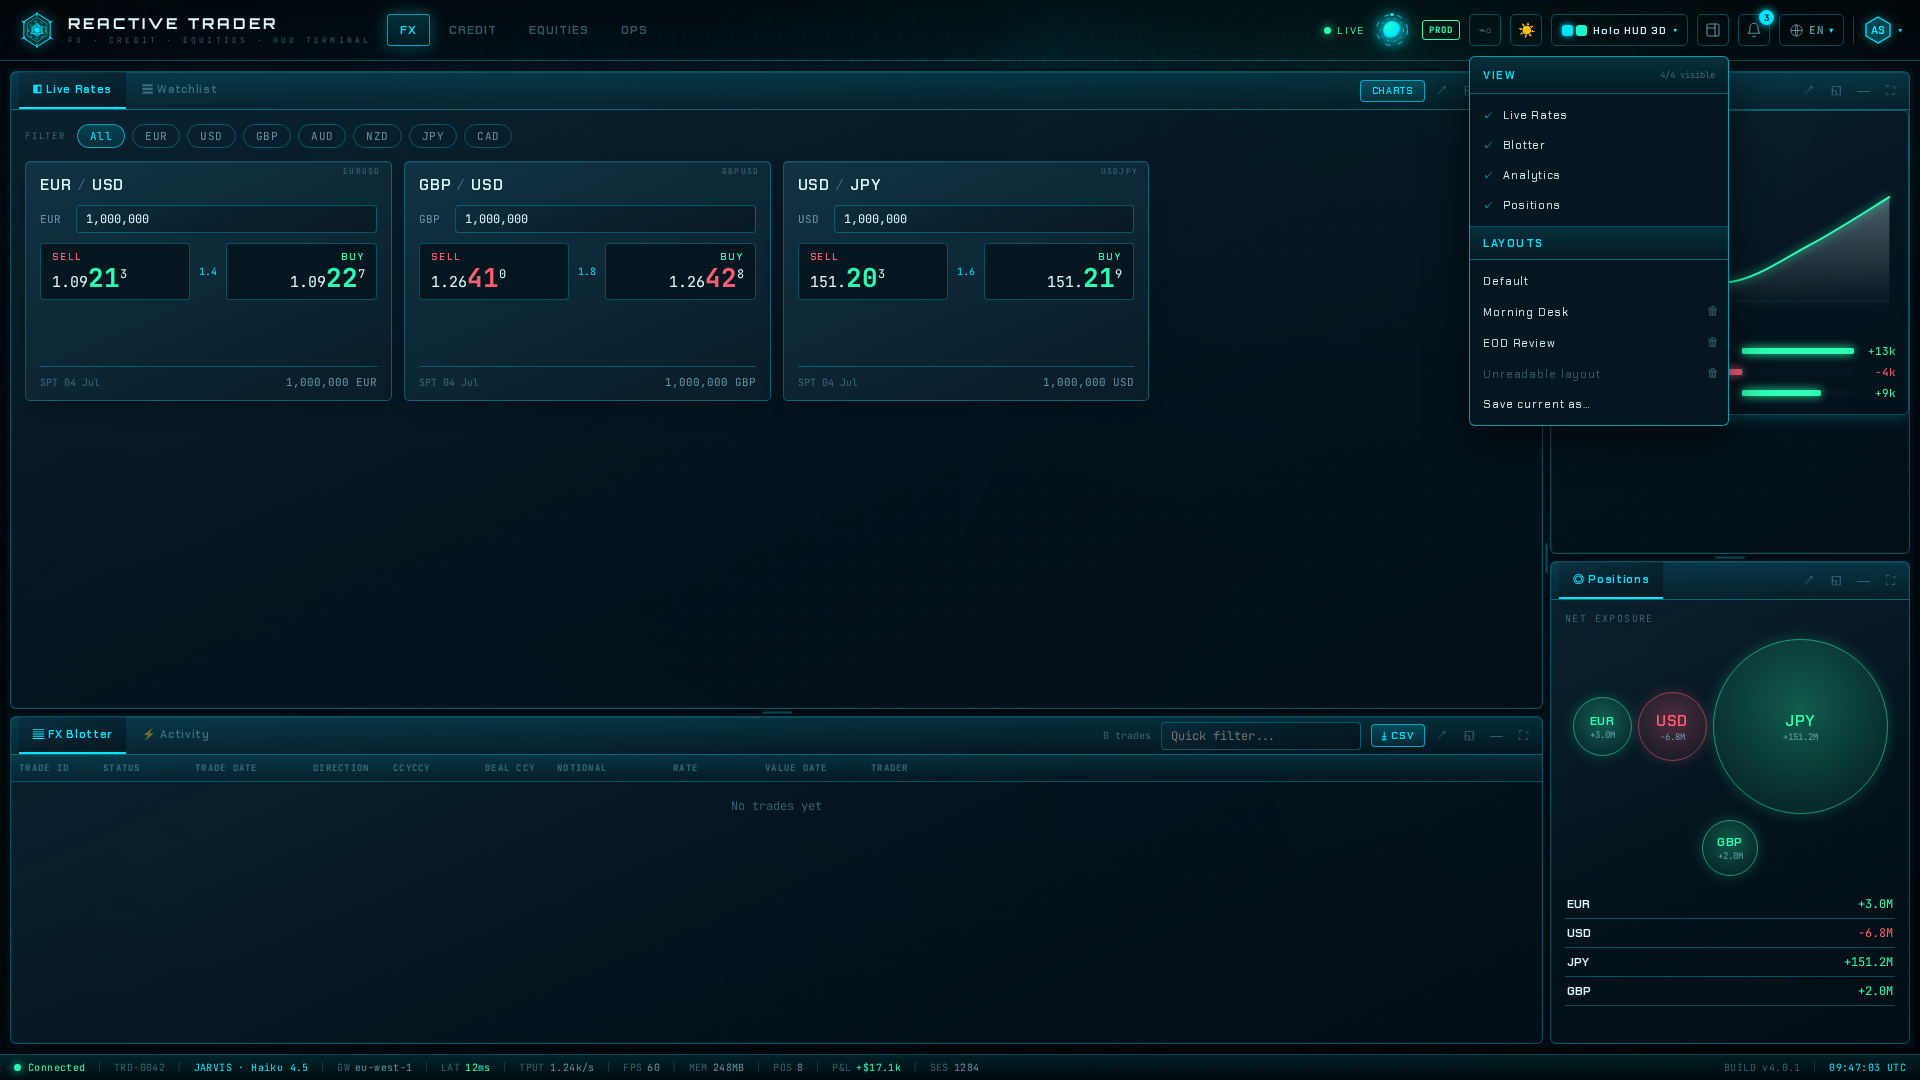 REACTIVE TRADER
FX · CREDIT · EQUITIES · HUD TERMINAL
FX CREDIT EQUITIES OPS
LIVE
PROD
Holo HUD 3D
3
EN
AS
Live Rates Watchlist
CHARTS
FILTER All EUR USD GBP AUD NZD JPY CAD
EURUSD
EUR / USD
EUR 1,000,000
SELL
1.09213
1.4
BUY
1.09227
SPT 04 Jul 1,000,000 EUR
GBPUSD
GBP / USD
GBP 1,000,000
SELL
1.26410
1.8
BUY
1.26428
SPT 04 Jul 1,000,000 GBP
USDJPY
USD / JPY
USD 1,000,000
SELL
151.203
1.6
BUY
151.219
SPT 04 Jul 1,000,000 USD
VIEW 4/4 visible
✓ Live Rates
✓ Blotter
✓ Analytics
✓ Positions
LAYOUTS
Default
Morning Desk
EOD Review
Unreadable layout
Save current as…
+13k
-4k
+9k
FX Blotter Activity
0 trades Quick filter... CSV
TRADE ID STATUS TRADE DATE DIRECTION CCYCCY DEAL CCY NOTIONAL RATE VALUE DATE TRADER
No trades yet
Positions
NET EXPOSURE
EUR
+3.0M
USD
-6.8M
JPY
+151.2M
GBP
+2.0M
EUR +3.0M
USD -6.8M
JPY +151.2M
GBP +2.0M
Connected TRD-0042 JARVIS · Haiku 4.5 GW eu-west-1 LAT 12ms TPUT 1.24k/s FPS 60 MEM 248MB POS 8 P&L +$17.1k SES 1284 BUILD v4.0.1 09:47:03 UTC